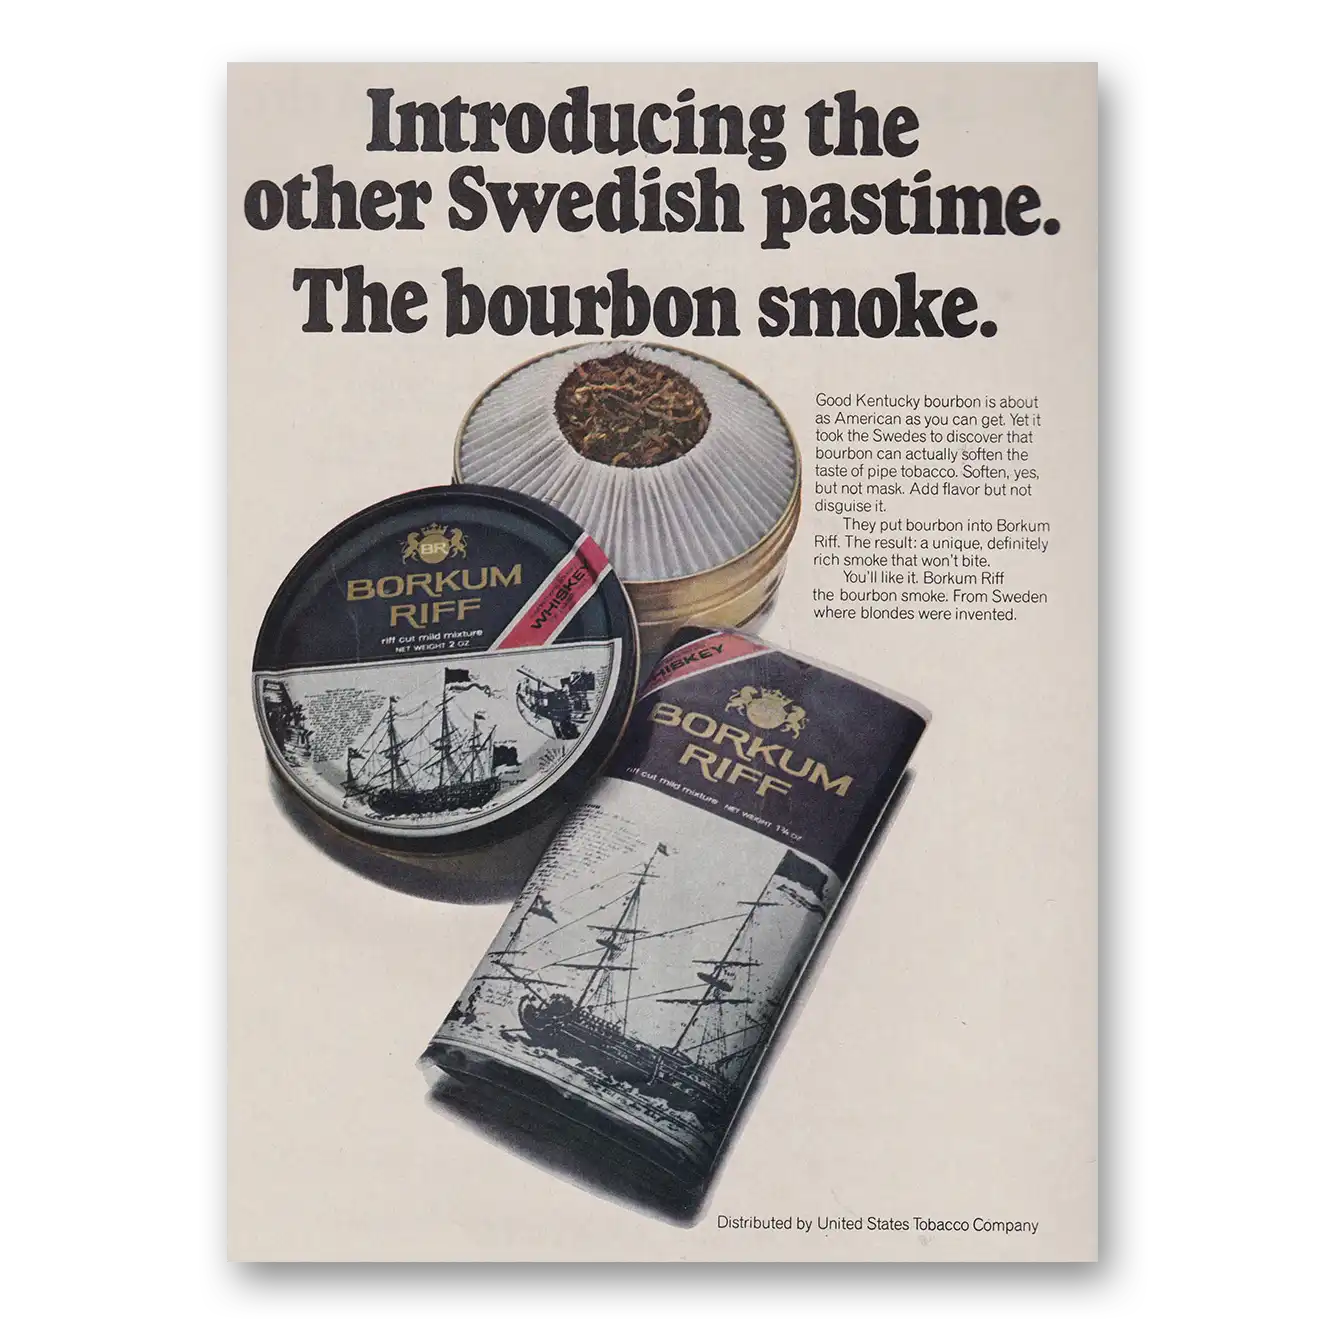 Introducing the
other Swedish pastime.
The bourbon smoke.
Good Kentucky bourbon is about
as American as you can get. Yet it
took the Swedes to discover that
bourbon can actually soften the
taste of pipe tobacco. Soften, yes,
but not mask. Add flavor but not
disguise it.
They put bourbon into Borkum
Riff. The result: a unique, definitely
rich smoke that won't bite.
You'll like it. Borkum Riff
the bourbon smoke. From Sweden
where blondes were invented.
BR
BORKUM
RIFF
riff cut mild mixture
NET WEIGHT 2 OZ
WHISKEY
WHISKEY
BORKUM
RIFF
riff cut mild mixture NET WEIGHT 1¾ OZ
Distributed by United States Tobacco Company